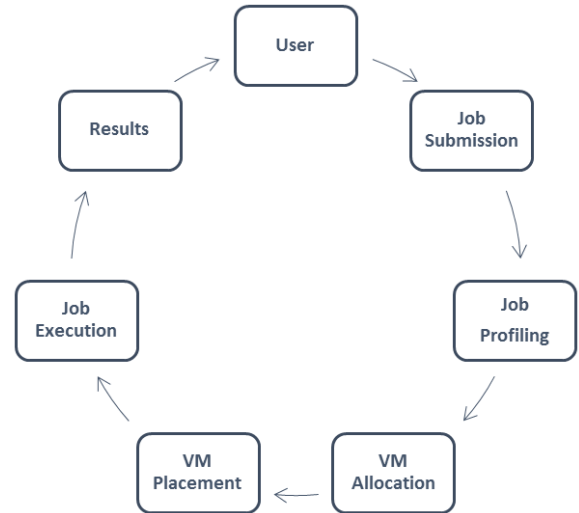 User
Job
Submission
Job
Profiling
VM
Allocation
VM
Placement
Job
Execution
Results